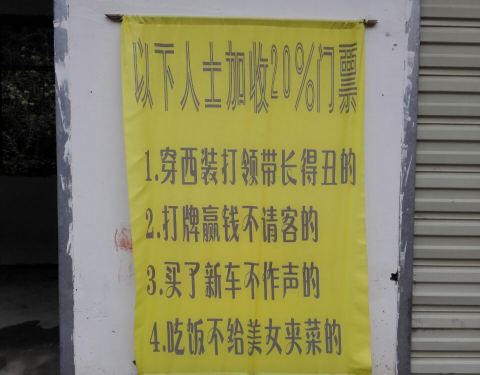 以下人士加收20%门票
1.穿西装打领带长得丑的
2.打牌赢钱不请客的
3.买了新车不作声的
4.吃饭不给美女夹菜的